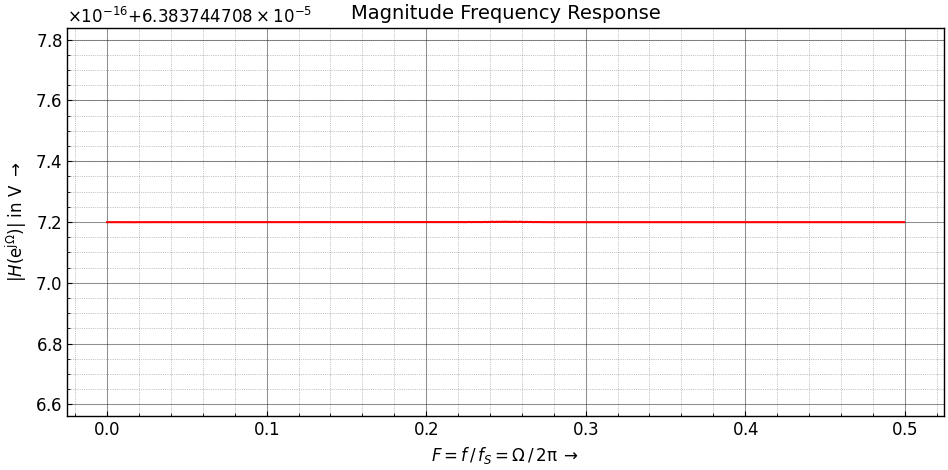 ×10⁻¹⁶+6.383744708 × 10⁻⁵
Magnitude Frequency Response
7.8
7.6
7.4
7.2
7.0
6.8
6.6
|H(e^{jΩ})| in V →
0.0 0.1 0.2 0.3 0.4 0.5
F = f / f_S = Ω / 2π →